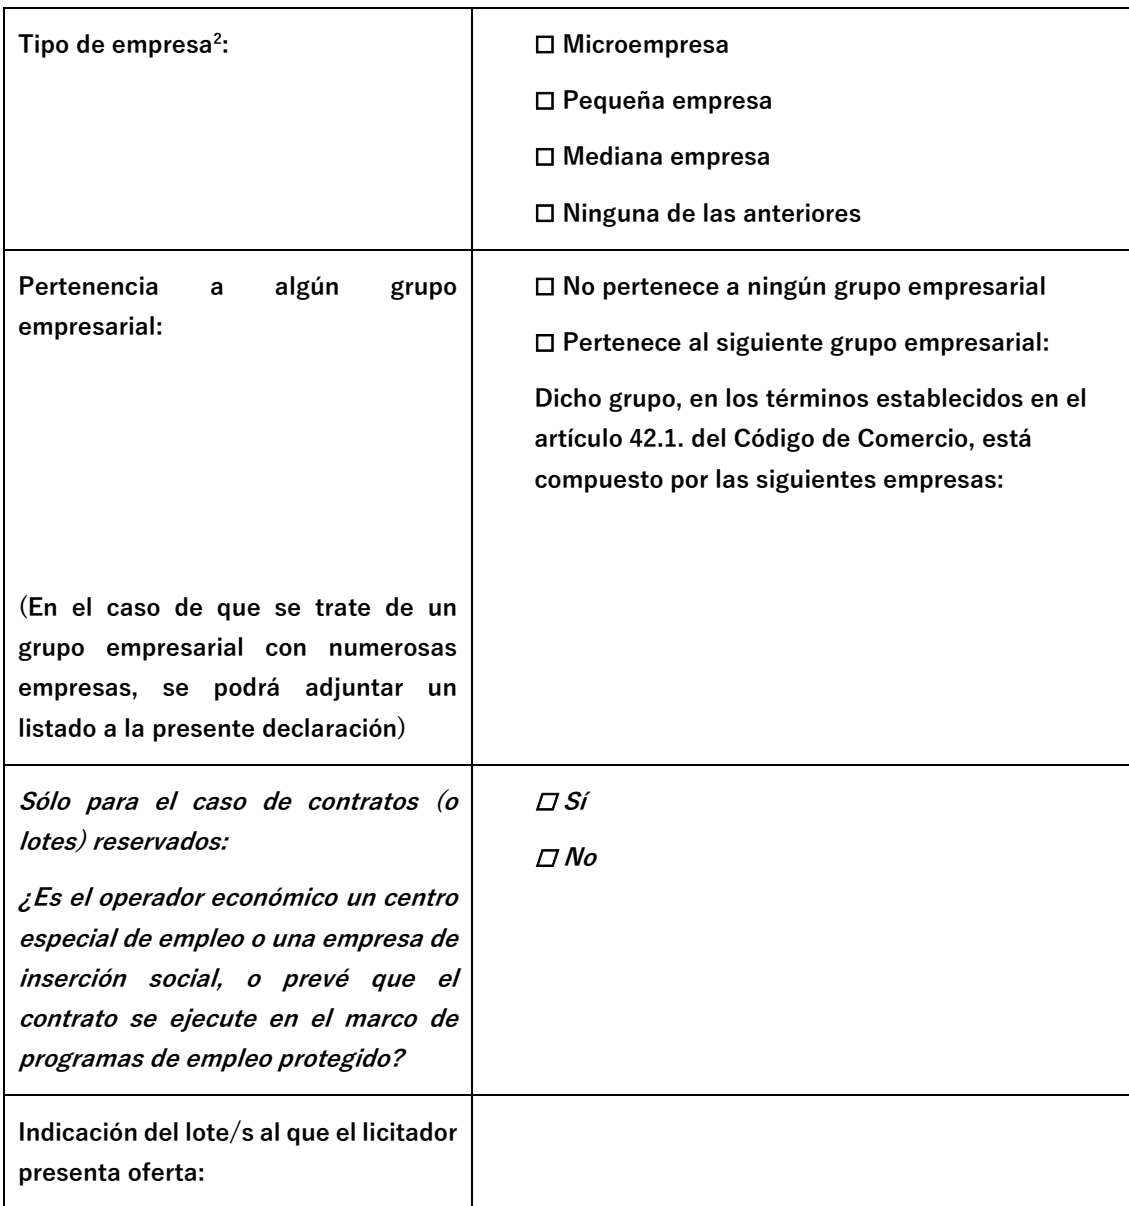 Tipo de empresa²:
☐ Microempresa
☐ Pequeña empresa
☐ Mediana empresa
☐ Ninguna de las anteriores
Pertenencia a algún grupo
empresarial:
(En el caso de que se trate de un
grupo empresarial con numerosas
empresas, se podrá adjuntar un
listado a la presente declaración)
☐ No pertenece a ningún grupo empresarial
☐ Pertenece al siguiente grupo empresarial:
Dicho grupo, en los términos establecidos en el
artículo 42.1. del Código de Comercio, está
compuesto por las siguientes empresas:
Sólo para el caso de contratos (o
lotes) reservados:
¿Es el operador económico un centro
especial de empleo o una empresa de
inserción social, o prevé que el
contrato se ejecute en el marco de
programas de empleo protegido?
☐ Sí
☐ No
Indicación del lote/s al que el licitador
presenta oferta: